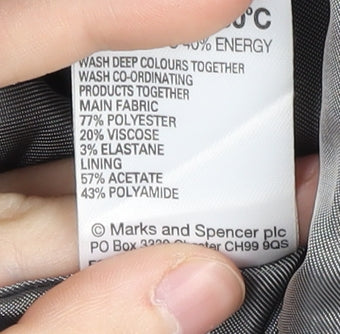 0°C
40% ENERGY
WASH DEEP COLOURS TOGETHER
WASH CO-ORDINATING
PRODUCTS TOGETHER
MAIN FABRIC
77% POLYESTER
20% VISCOSE
3% ELASTANE
LINING
57% ACETATE
43% POLYAMIDE
© Marks and Spencer plc
PO Box CH99 9QS